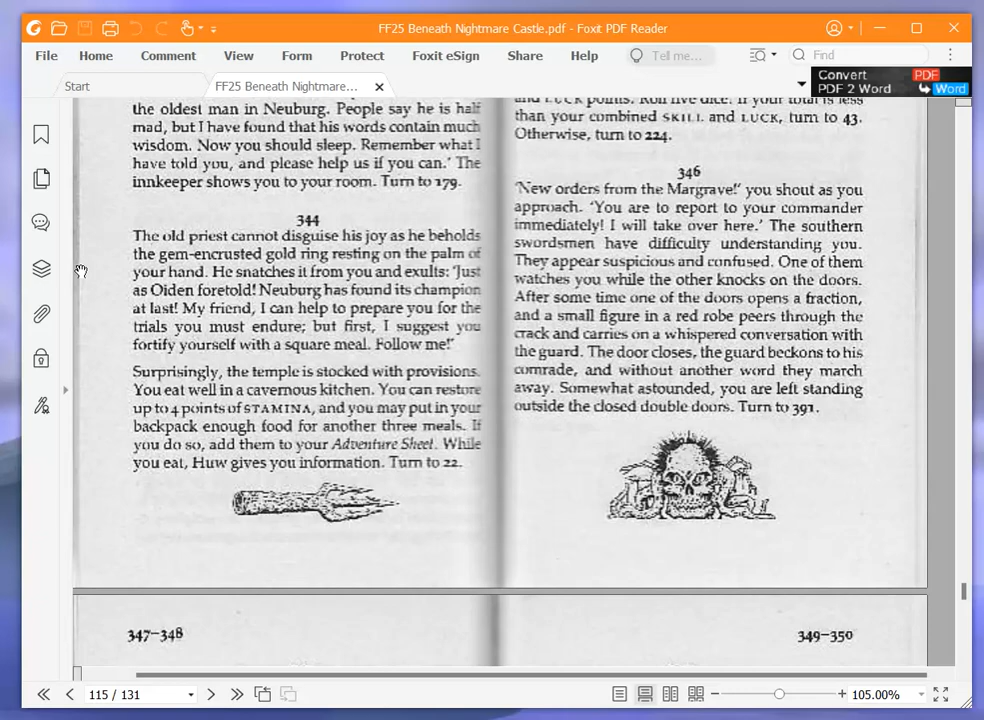 FF25 Beneath Nightmare Castle.pdf - Foxit PDF Reader
File Home Comment View Form Protect Foxit eSign Share Help Tell me... Find
Start FF25 Beneath Nightmare... Convert PDF
PDF 2 Word Word
the oldest man in Neuburg. People say he is half
mad, but I have found that his words contain much
wisdom. Now you should sleep. Remember what I
have told you, and please help us if you can.' The
innkeeper shows you to your room. Turn to 179.
344
The old priest cannot disguise his joy as he beholds
the gem-encrusted gold ring resting on the palm of
your hand. He snatches it from you and exults: 'Just
as Oiden foretold! Neuburg has found its champion
at last! My friend, I can help to prepare you for the
trials you must endure; but first, I suggest you
fortify yourself with a square meal. Follow me!'
Surprisingly, the temple is stocked with provisions.
You eat well in a cavernous kitchen. You can restore
up to 4 points of STAMINA, and you may put in your
backpack enough food for another three meals. If
you do so, add them to your Adventure Sheet. While
you eat, Huw gives you information. Turn to 22.
and LUCK points. Roll five dice. If your total is less
than your combined SKILL and LUCK, turn to 43.
Otherwise, turn to 224.
346
'New orders from the Margrave!' you shout as you
approach. 'You are to report to your commander
immediately! I will take over here.' The southern
swordsmen have difficulty understanding you.
They appear suspicious and confused. One of them
watches you while the other knocks on the doors.
After some time one of the doors opens a fraction,
and a small figure in a red robe peers through the
crack and carries on a whispered conversation with
the guard. The door closes, the guard beckons to his
comrade, and without another word they march
away. Somewhat astounded, you are left standing
outside the closed double doors. Turn to 391.
347–348
349–350
115 / 131 105.00%